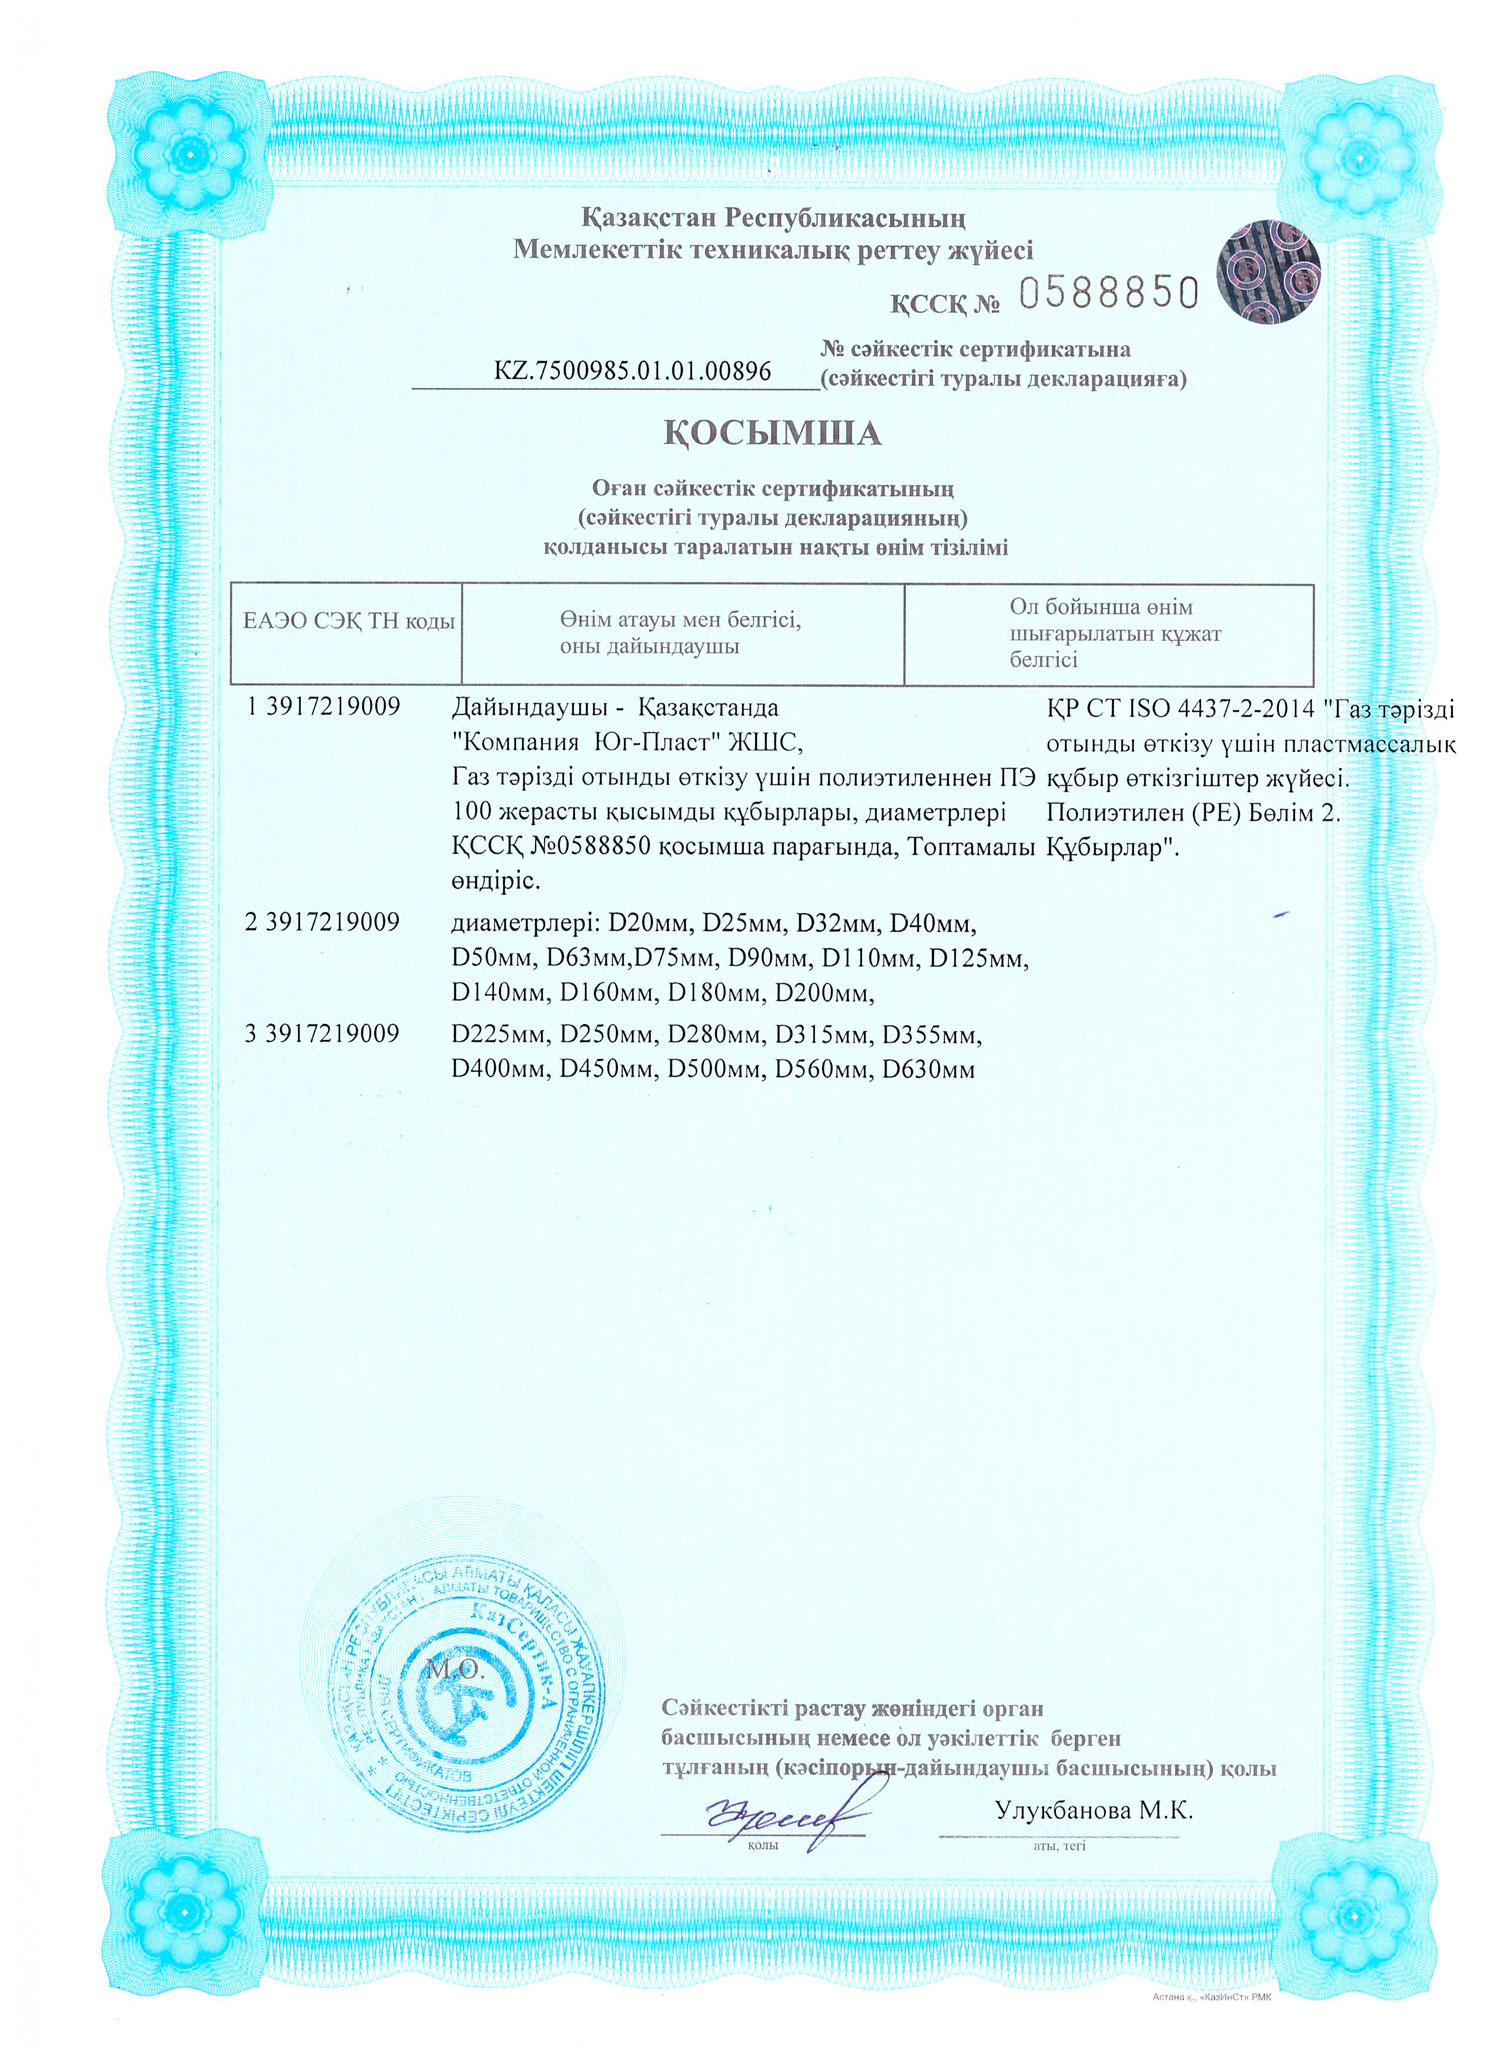 Қазақстан Республикасының
Мемлекеттік техникалық реттеу жүйесі
ҚССҚ № 0588850
№ сәйкестік сертификатына
KZ.7500985.01.01.00896 (сәйкестігі туралы декларацияға)
ҚОСЫМША
Оған сәйкестік сертификатының
(сәйкестігі туралы декларацияның)
қолданысы таралатын нақты өнім тізілімі
ЕАЭО СЭҚ ТН коды
Өнім атауы мен белгісі,
оны дайындаушы
Ол бойынша өнім
шығарылатын құжат
белгісі
1 3917219009 Дайындаушы - Қазақстанда ҚР СТ ISO 4437-2-2014 "Газ тәрізді
"Компания Юг-Пласт" ЖШС, отынды өткізу үшін пластмассалық
Газ тәрізді отынды өткізу үшін полиэтиленнен ПЭ құбыр өткізгіштер жүйесі.
100 жерасты қысымды құбырлары, диаметрлері Полиэтилен (РЕ) Бөлім 2.
ҚССҚ №0588850 қосымша парағында, Топтамалы Құбырлар".
өндіріс.
2 3917219009 диаметрлері: D20мм, D25мм, D32мм, D40мм,
D50мм, D63мм,D75мм, D90мм, D110мм, D125мм,
D140мм, D160мм, D180мм, D200мм,
3 3917219009 D225мм, D250мм, D280мм, D315мм, D355мм,
D400мм, D450мм, D500мм, D560мм, D630мм
ҚАЗАҚСТАН РЕСПУБЛИКАСЫ АЛМАТЫ ҚАЛАСЫ ЖАУАПКЕРШІЛІГІ ШЕКТЕУЛІ СЕРІКТЕСТІГІ
АЛМАТЫ ТОВАРИЩЕСТВО С ОГРАНИЧЕННОЙ ОТВЕТСТВЕННОСТЬЮ
КазСертик-А
СЕРТИФИКАТОВ
М.О.
Сәйкестікті растау жөніндегі орган
басшысының немесе ол уәкілеттік берген
тұлғаның (кәсіпорын-дайындаушы басшысының) қолы
Улукбанова М.К.
қолы
аты, тегі
Астана қ., «КазИнСт» РМК